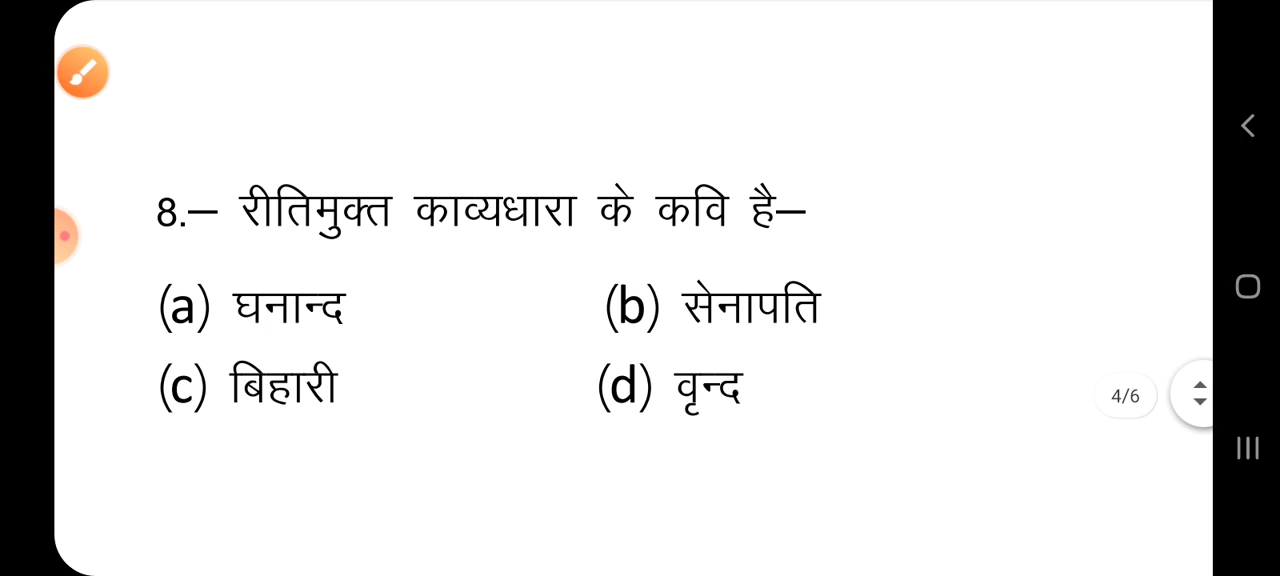 8.– रीतिमुक्त काव्यधारा के कवि है–
(a) घनान्द (b) सेनापति
(c) बिहारी (d) वृन्द
4/6